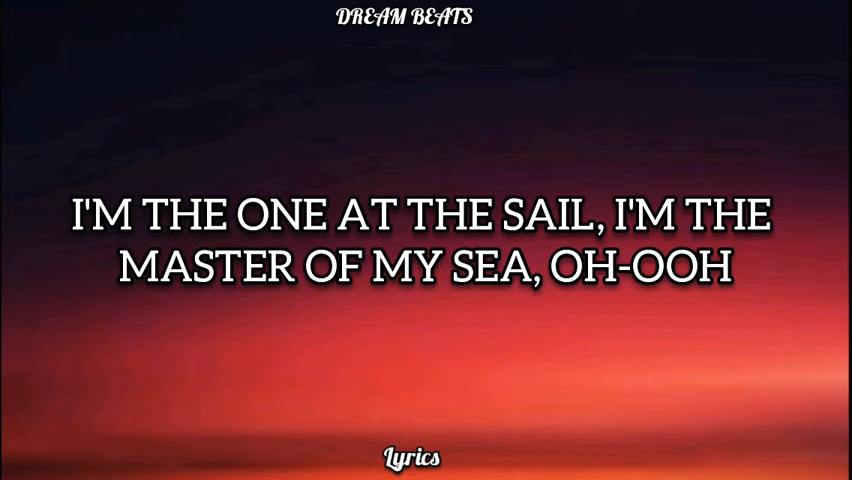 DREAM BEATS
I'M THE ONE AT THE SAIL, I'M THE
MASTER OF MY SEA, OH-OOH
Lyrics